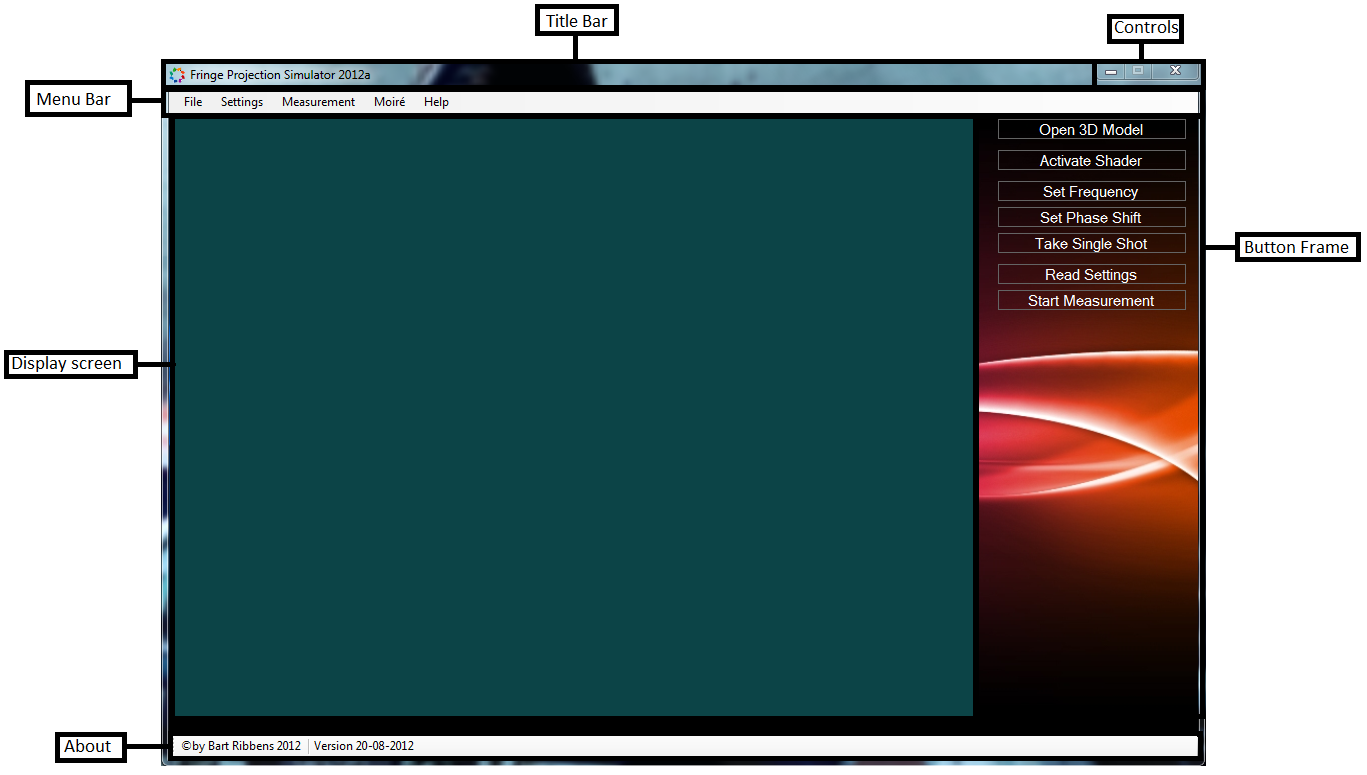 Title Bar
Controls
Fringe Projection Simulator 2012a
Menu Bar
File Settings Measurement Moiré Help
Open 3D Model
Activate Shader
Set Frequency
Set Phase Shift
Take Single Shot
Button Frame
Read Settings
Start Measurement
Display screen
About
©by Bart Ribbens 2012 Version 20-08-2012